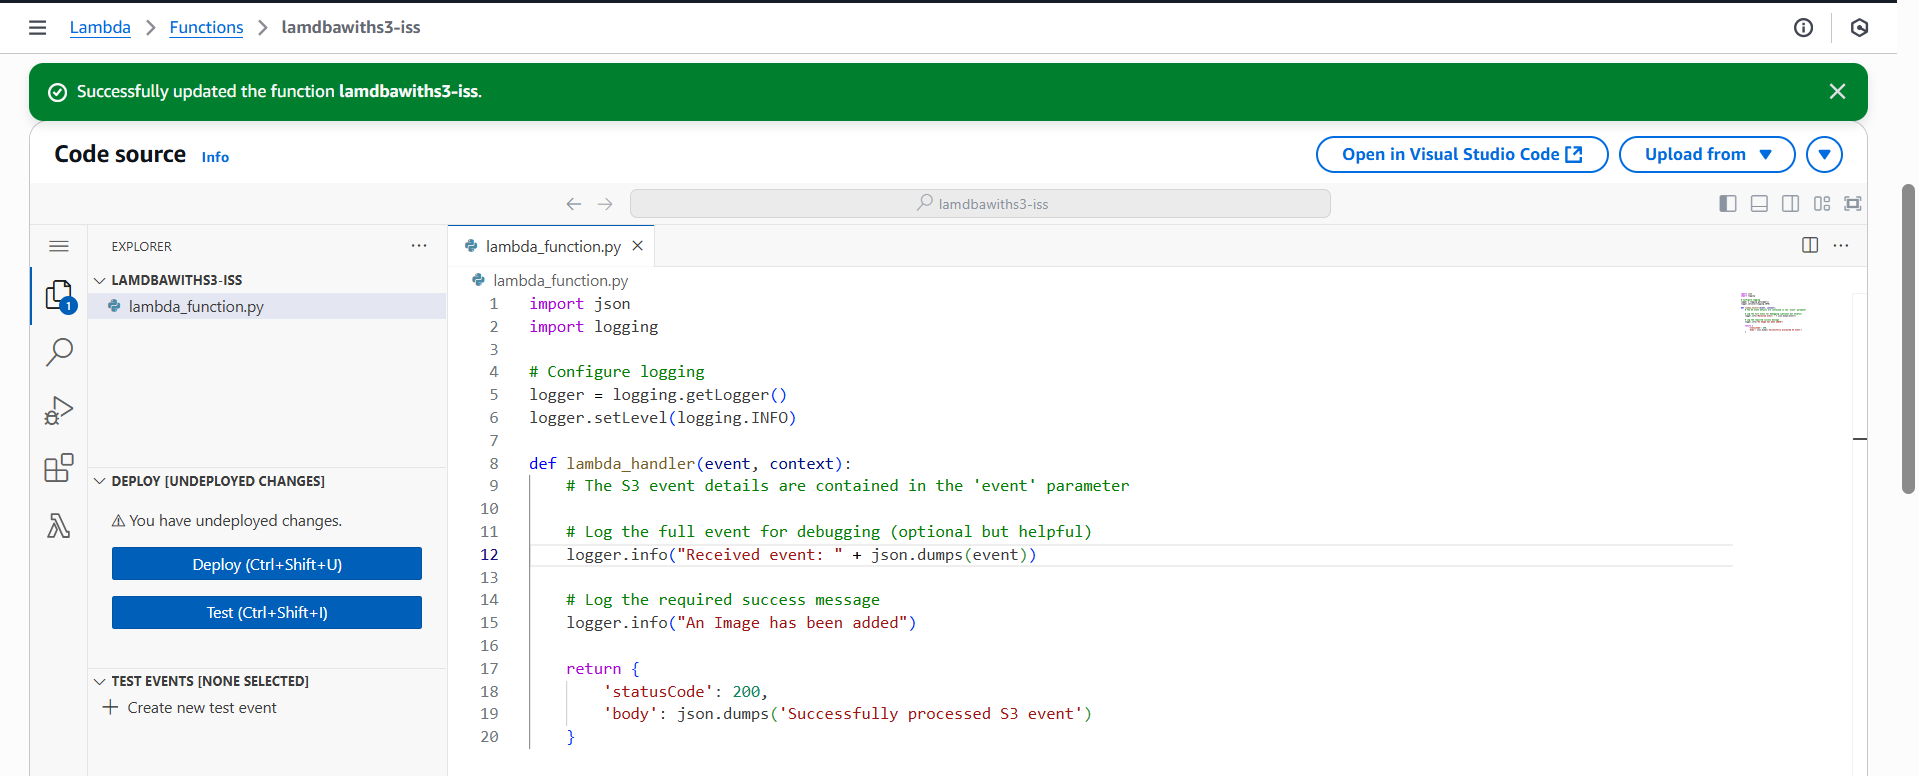 Lambda > Functions > lamdbawiths3-iss
Successfully updated the function lamdbawiths3-iss.
Code source Info
Open in Visual Studio Code
Upload from
lamdbawiths3-iss
EXPLORER
LAMDBAWITHS3-ISS
lambda_function.py
1
DEPLOY [UNDEPLOYED CHANGES]
You have undeployed changes.
Deploy (Ctrl+Shift+U)
Test (Ctrl+Shift+I)
TEST EVENTS [NONE SELECTED]
Create new test event
lambda_function.py
lambda_function.py
1 import json
2 import logging
3
4 # Configure logging
5 logger = logging.getLogger()
6 logger.setLevel(logging.INFO)
7
8 def lambda_handler(event, context):
9     # The S3 event details are contained in the 'event' parameter
10
11     # Log the full event for debugging (optional but helpful)
12     logger.info("Received event: " + json.dumps(event))
13
14     # Log the required success message
15     logger.info("An Image has been added")
16
17     return {
18         'statusCode': 200,
19         'body': json.dumps('Successfully processed S3 event')
20     }